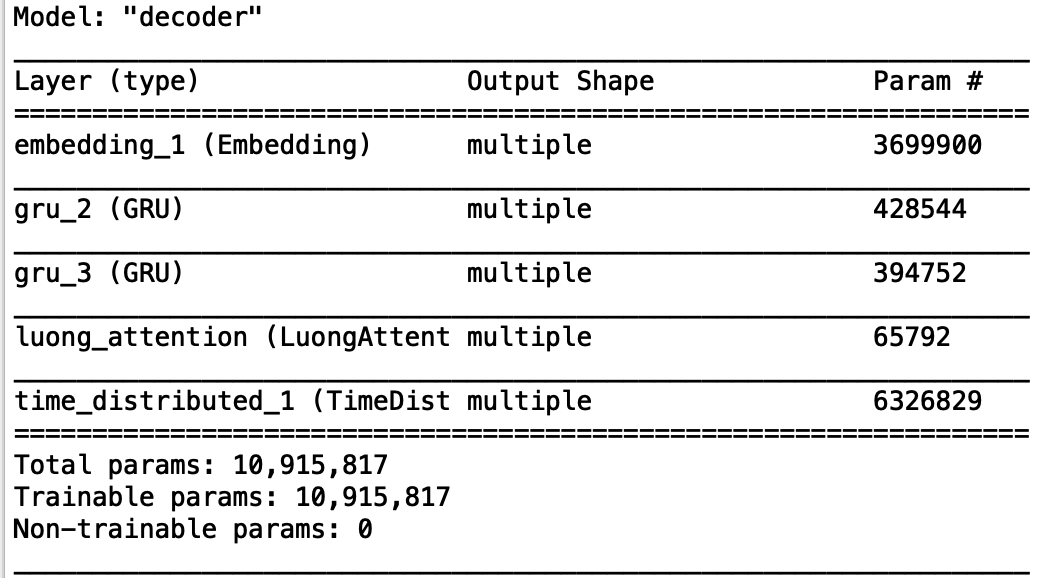 Model: "decoder"
Layer (type) Output Shape Param #
embedding_1 (Embedding) multiple 3699900
gru_2 (GRU) multiple 428544
gru_3 (GRU) multiple 394752
luong_attention (LuongAttent multiple 65792
time_distributed_1 (TimeDist multiple 6326829
Total params: 10,915,817
Trainable params: 10,915,817
Non-trainable params: 0